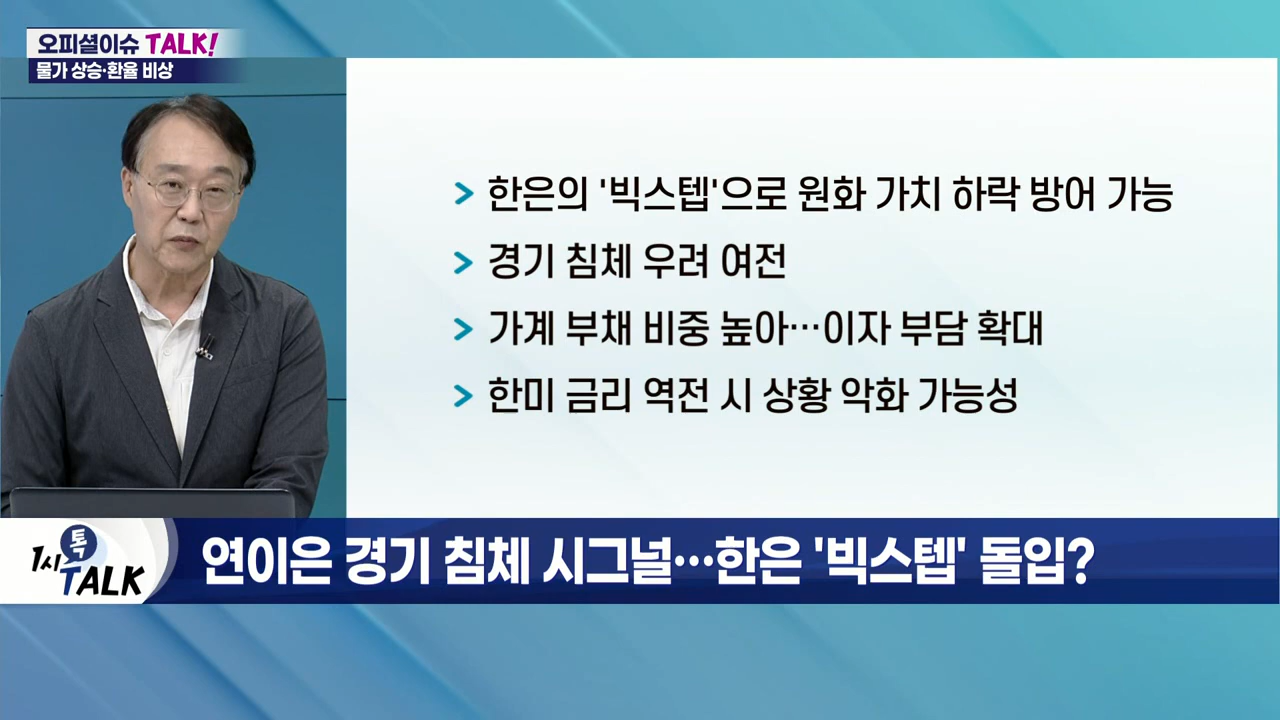 오피셜이슈 TALK!
물가 상승·환율 비상
> 한은의 '빅스텝'으로 원화 가치 하락 방어 가능
> 경기 침체 우려 여전
> 가계 부채 비중 높아…이자 부담 확대
> 한미 금리 역전 시 상황 악화 가능성
1시 톡 TALK
연이은 경기 침체 시그널…한은 '빅스텝' 돌입?